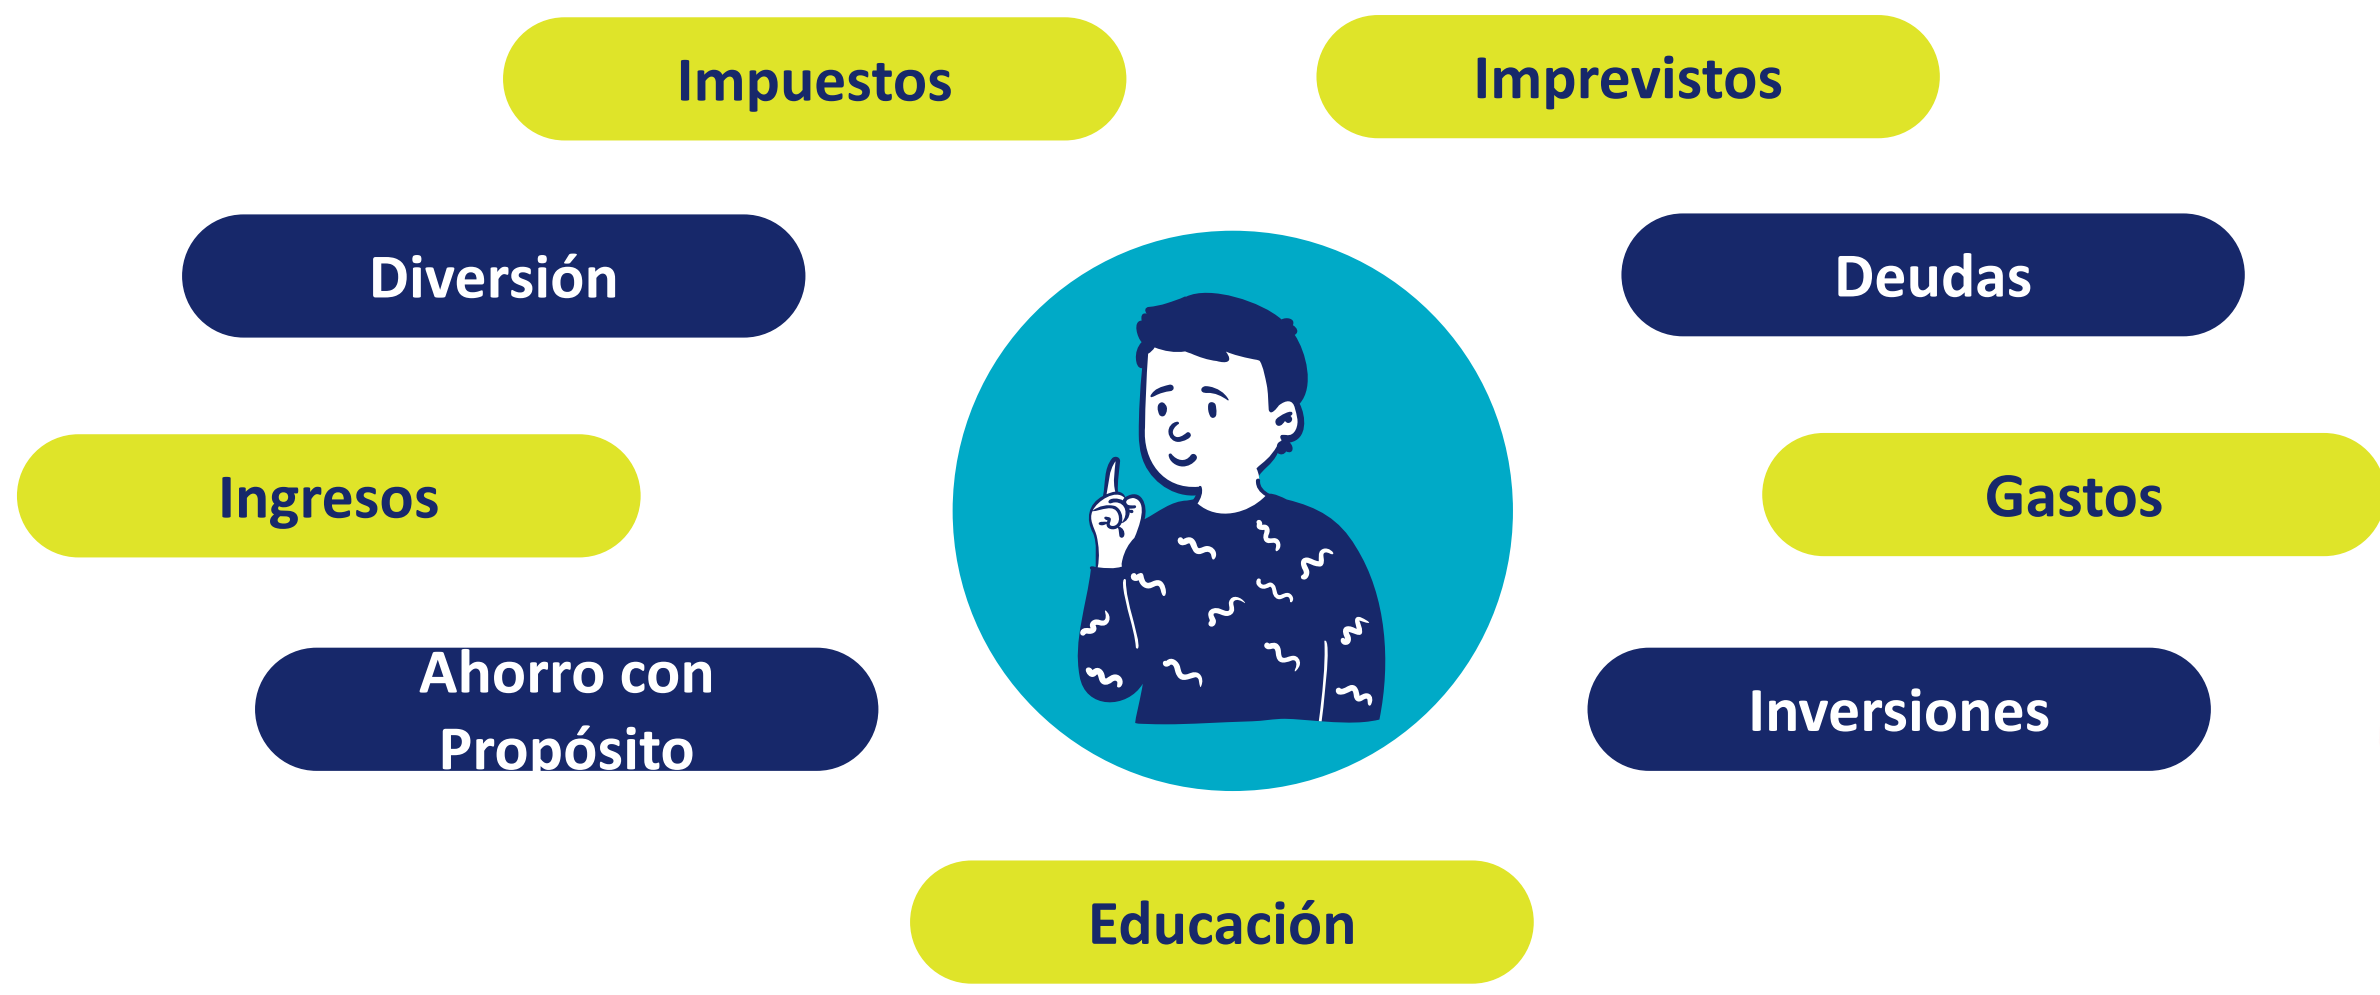 Impuestos
Imprevistos
Diversión
Deudas
Ingresos
Gastos
Ahorro con
Propósito
Inversiones
Educación